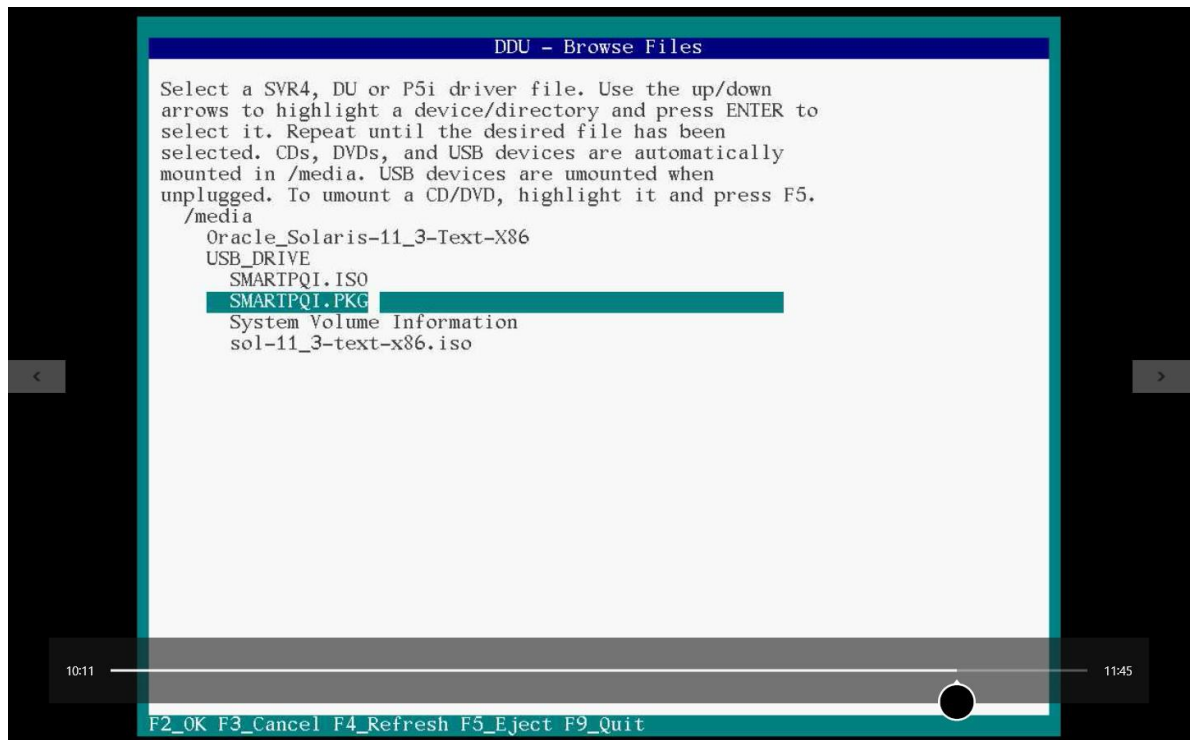 DDU - Browse Files
Select a SVR4, DU or P5i driver file. Use the up/down
arrows to highlight a device/directory and press ENTER to
select it. Repeat until the desired file has been
selected. CDs, DVDs, and USB devices are automatically
mounted in /media. USB devices are umounted when
unplugged. To umount a CD/DVD, highlight it and press F5.
/media
Oracle_Solaris-11_3-Text-X86
USB_DRIVE
SMARTPQI.ISO
SMARTPQI.PKG
System Volume Information
sol-11_3-text-x86.iso
10:11
11:45
F2_OK F3_Cancel F4_Refresh F5_Eject F9_Quit